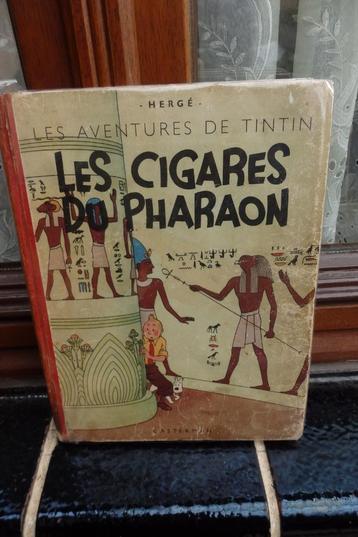 - HERGÉ -
LES AVENTURES DE TINTIN
LES CIGARES
DU PHARAON
CASTERMAN